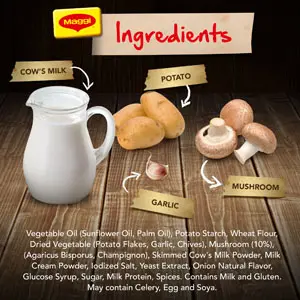 Maggi
Ingredients
COW'S MILK
POTATO
GARLIC
MUSHROOM
Vegetable Oil (Sunflower Oil, Palm Oil), Potato Starch, Wheat Flour,
Dried Vegetable (Potato Flakes, Garlic, Chives), Mushroom (10%),
(Agaricus Bisporus, Champignon), Skimmed Cow's Milk Powder, Milk
Cream Powder, Iodized Salt, Yeast Extract, Onion Natural Flavor,
Glucose Syrup, Sugar, Milk Protein, Spices. Contains Milk and Gluten.
May contain Celery, Egg and Soya.